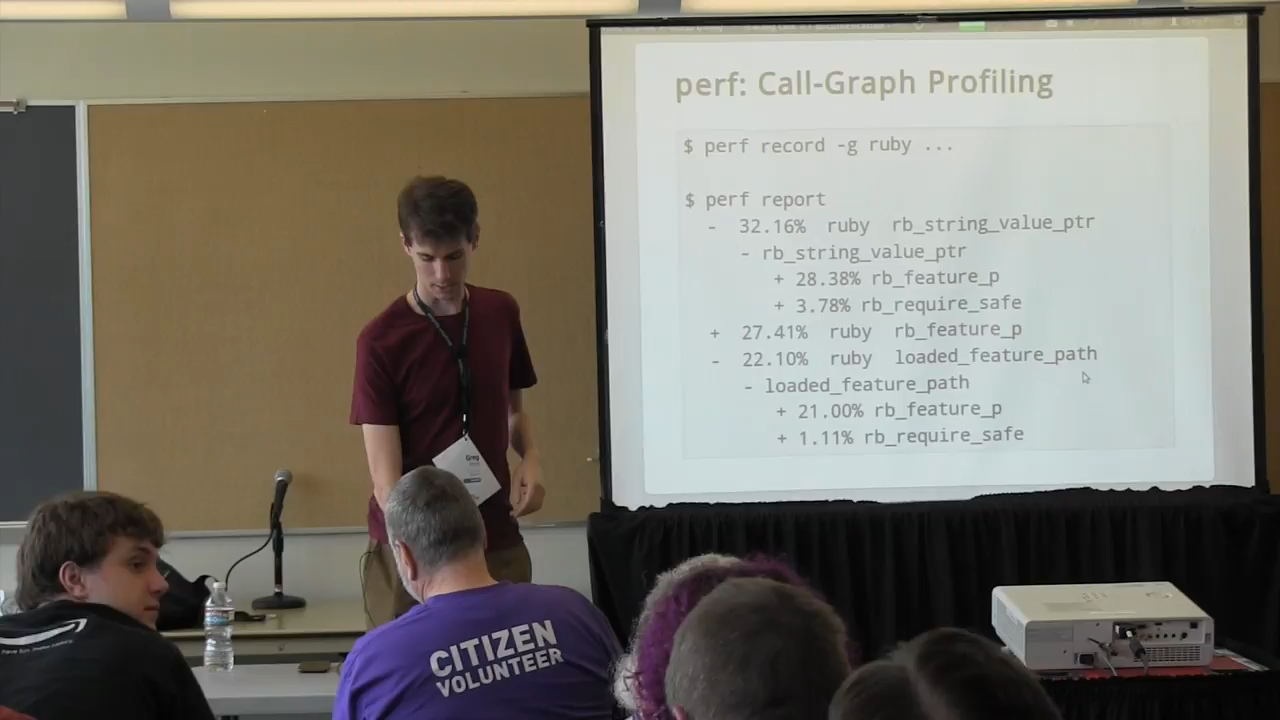 perf: Call-Graph Profiling
$ perf record -g ruby ...
$ perf report
- 32.16% ruby rb_string_value_ptr
- rb_string_value_ptr
+ 28.38% rb_feature_p
+ 3.78% rb_require_safe
+ 27.41% ruby rb_feature_p
- 22.10% ruby loaded_feature_path
- loaded_feature_path
+ 21.00% rb_feature_p
+ 1.11% rb_require_safe
Greg
CITIZEN
VOLUNTEER